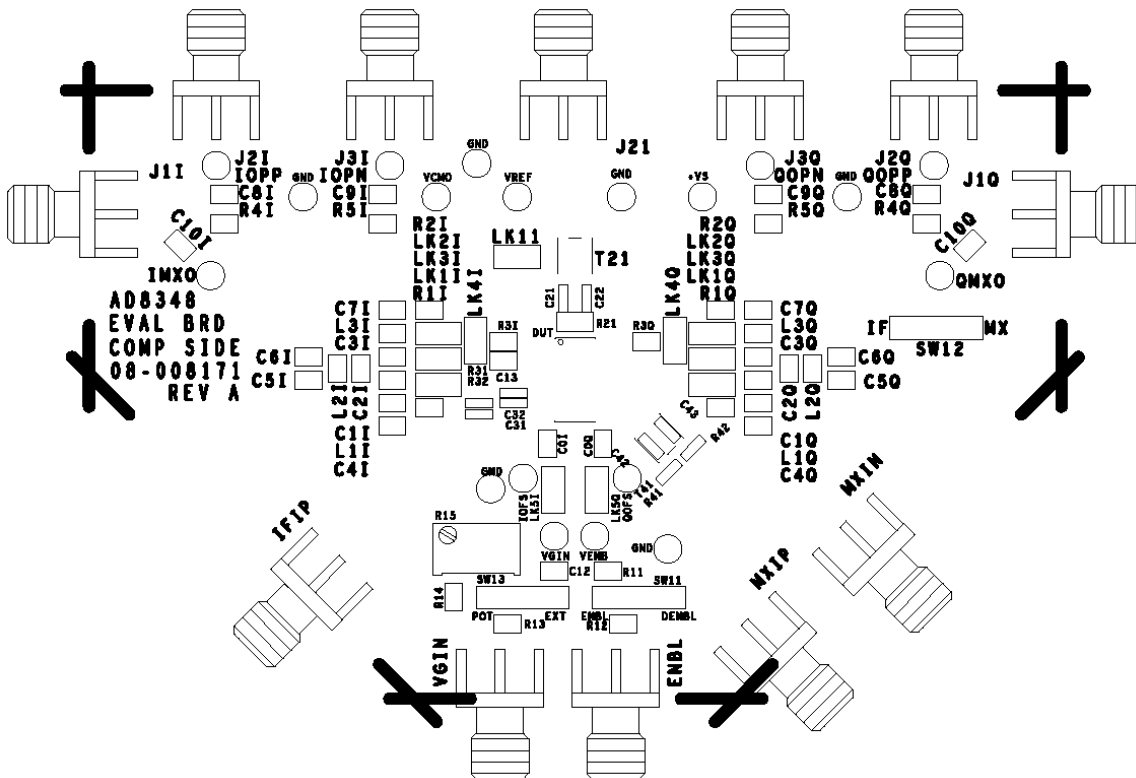 GND
J21
J1I
J2I
IOPP
C8I
R4I
GND
J3I
IOPN
C9I
R5I
VCMO
VREF
GND
+VS
J3Q
QOPN
C9Q
R5Q
GND
J2Q
QOPP
C8Q
R4Q
J1Q
C10I
C10Q
IMXO
QMXO
R2I
LK2I
LK3I
LK1I
R1I
LK11
T21
R2Q
LK2Q
LK3Q
LK1Q
R1Q
LK4I
LK4Q
C21
C22
AD8348
EVAL BRD
COMP SIDE
08-008171
REV A
C7I
L3I
C3I
R3I
DUT
R21
R3Q
C7Q
L3Q
C3Q
IF
MX
SW12
C6I
C5I
L2I
C2I
R31
R32
C13
C32
C31
C2Q
L2Q
C6Q
C5Q
C1I
L1I
C4I
COI
COQ
C43
R42
C42
T41
R41
C1Q
L1Q
C4Q
GND
IOFS
LK5I
LK5Q
QOFS
IFIP
R15
VGIN
VENB
GND
MXIN
MXIP
SW13
C12
R11
SW11
R14
POT
EXT
ENBL
DENBL
R13
R12
VGIN
ENBL